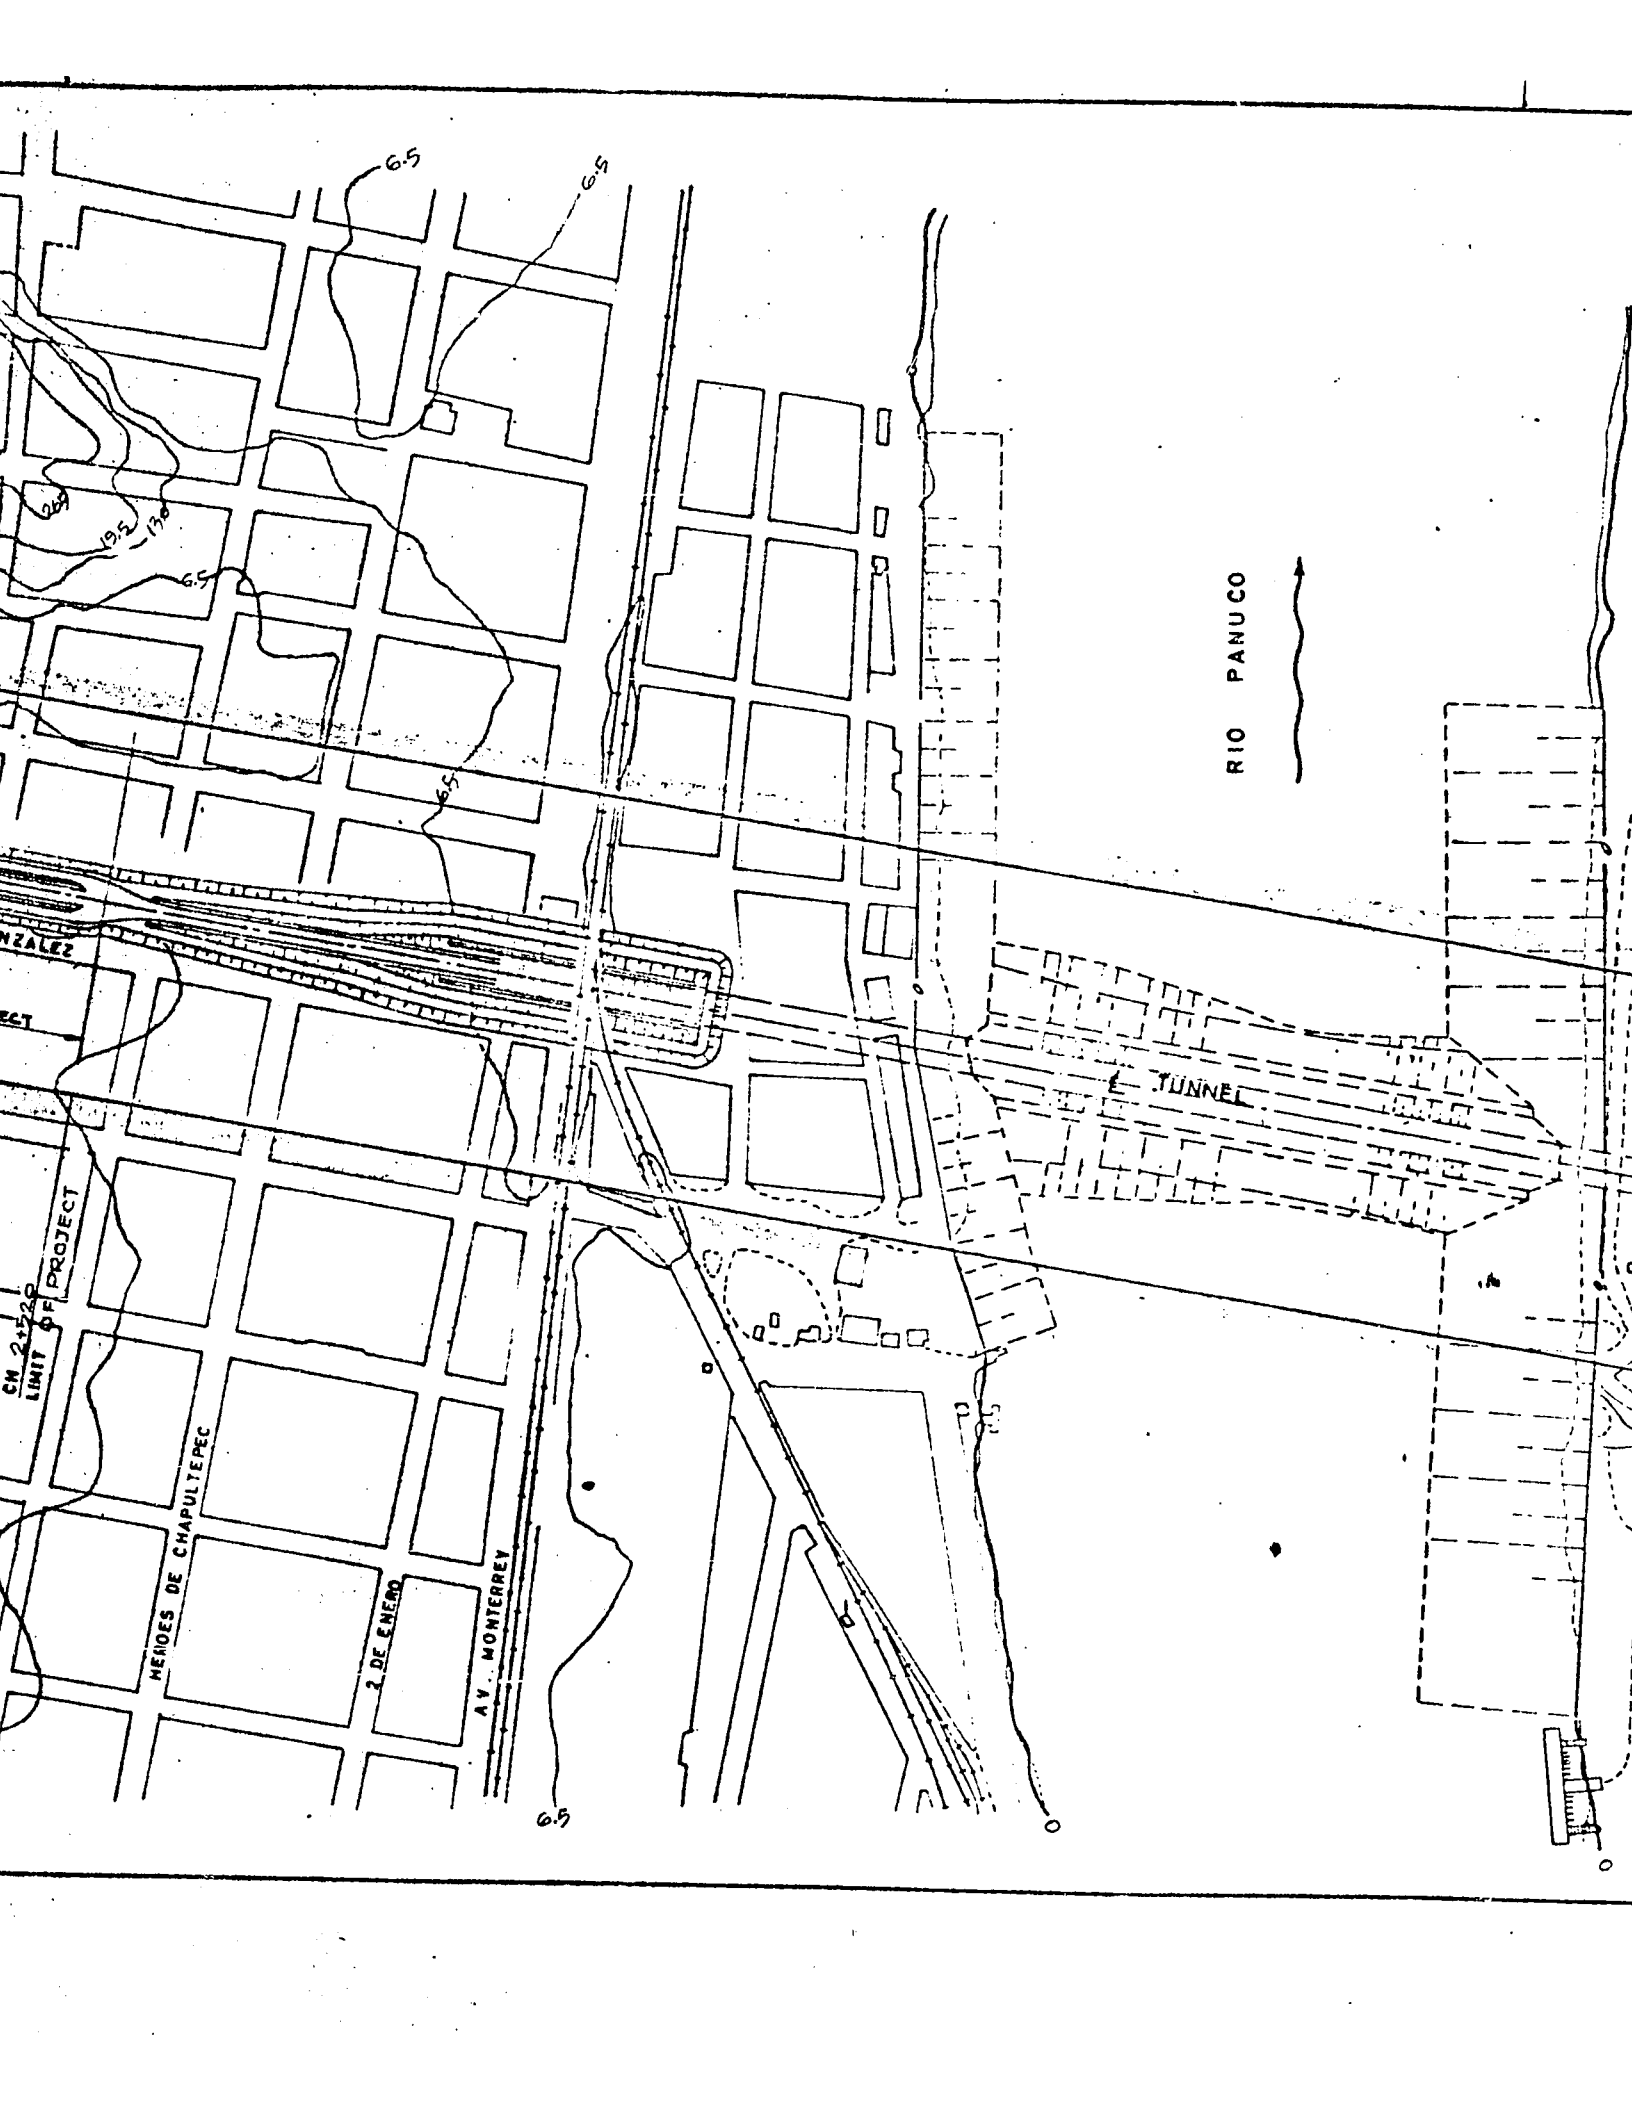 6.5
6.5
26.5
19.5
13.0
6.5
6.5
RIO PANUCO
NZALEZ
ECT
℄ TUNNEL
CH 2+520
LIMIT OF PROJECT
HEROES DE CHAPULTEPEC
2 DE ENERO
AV. MONTERREY
6.5
0
0